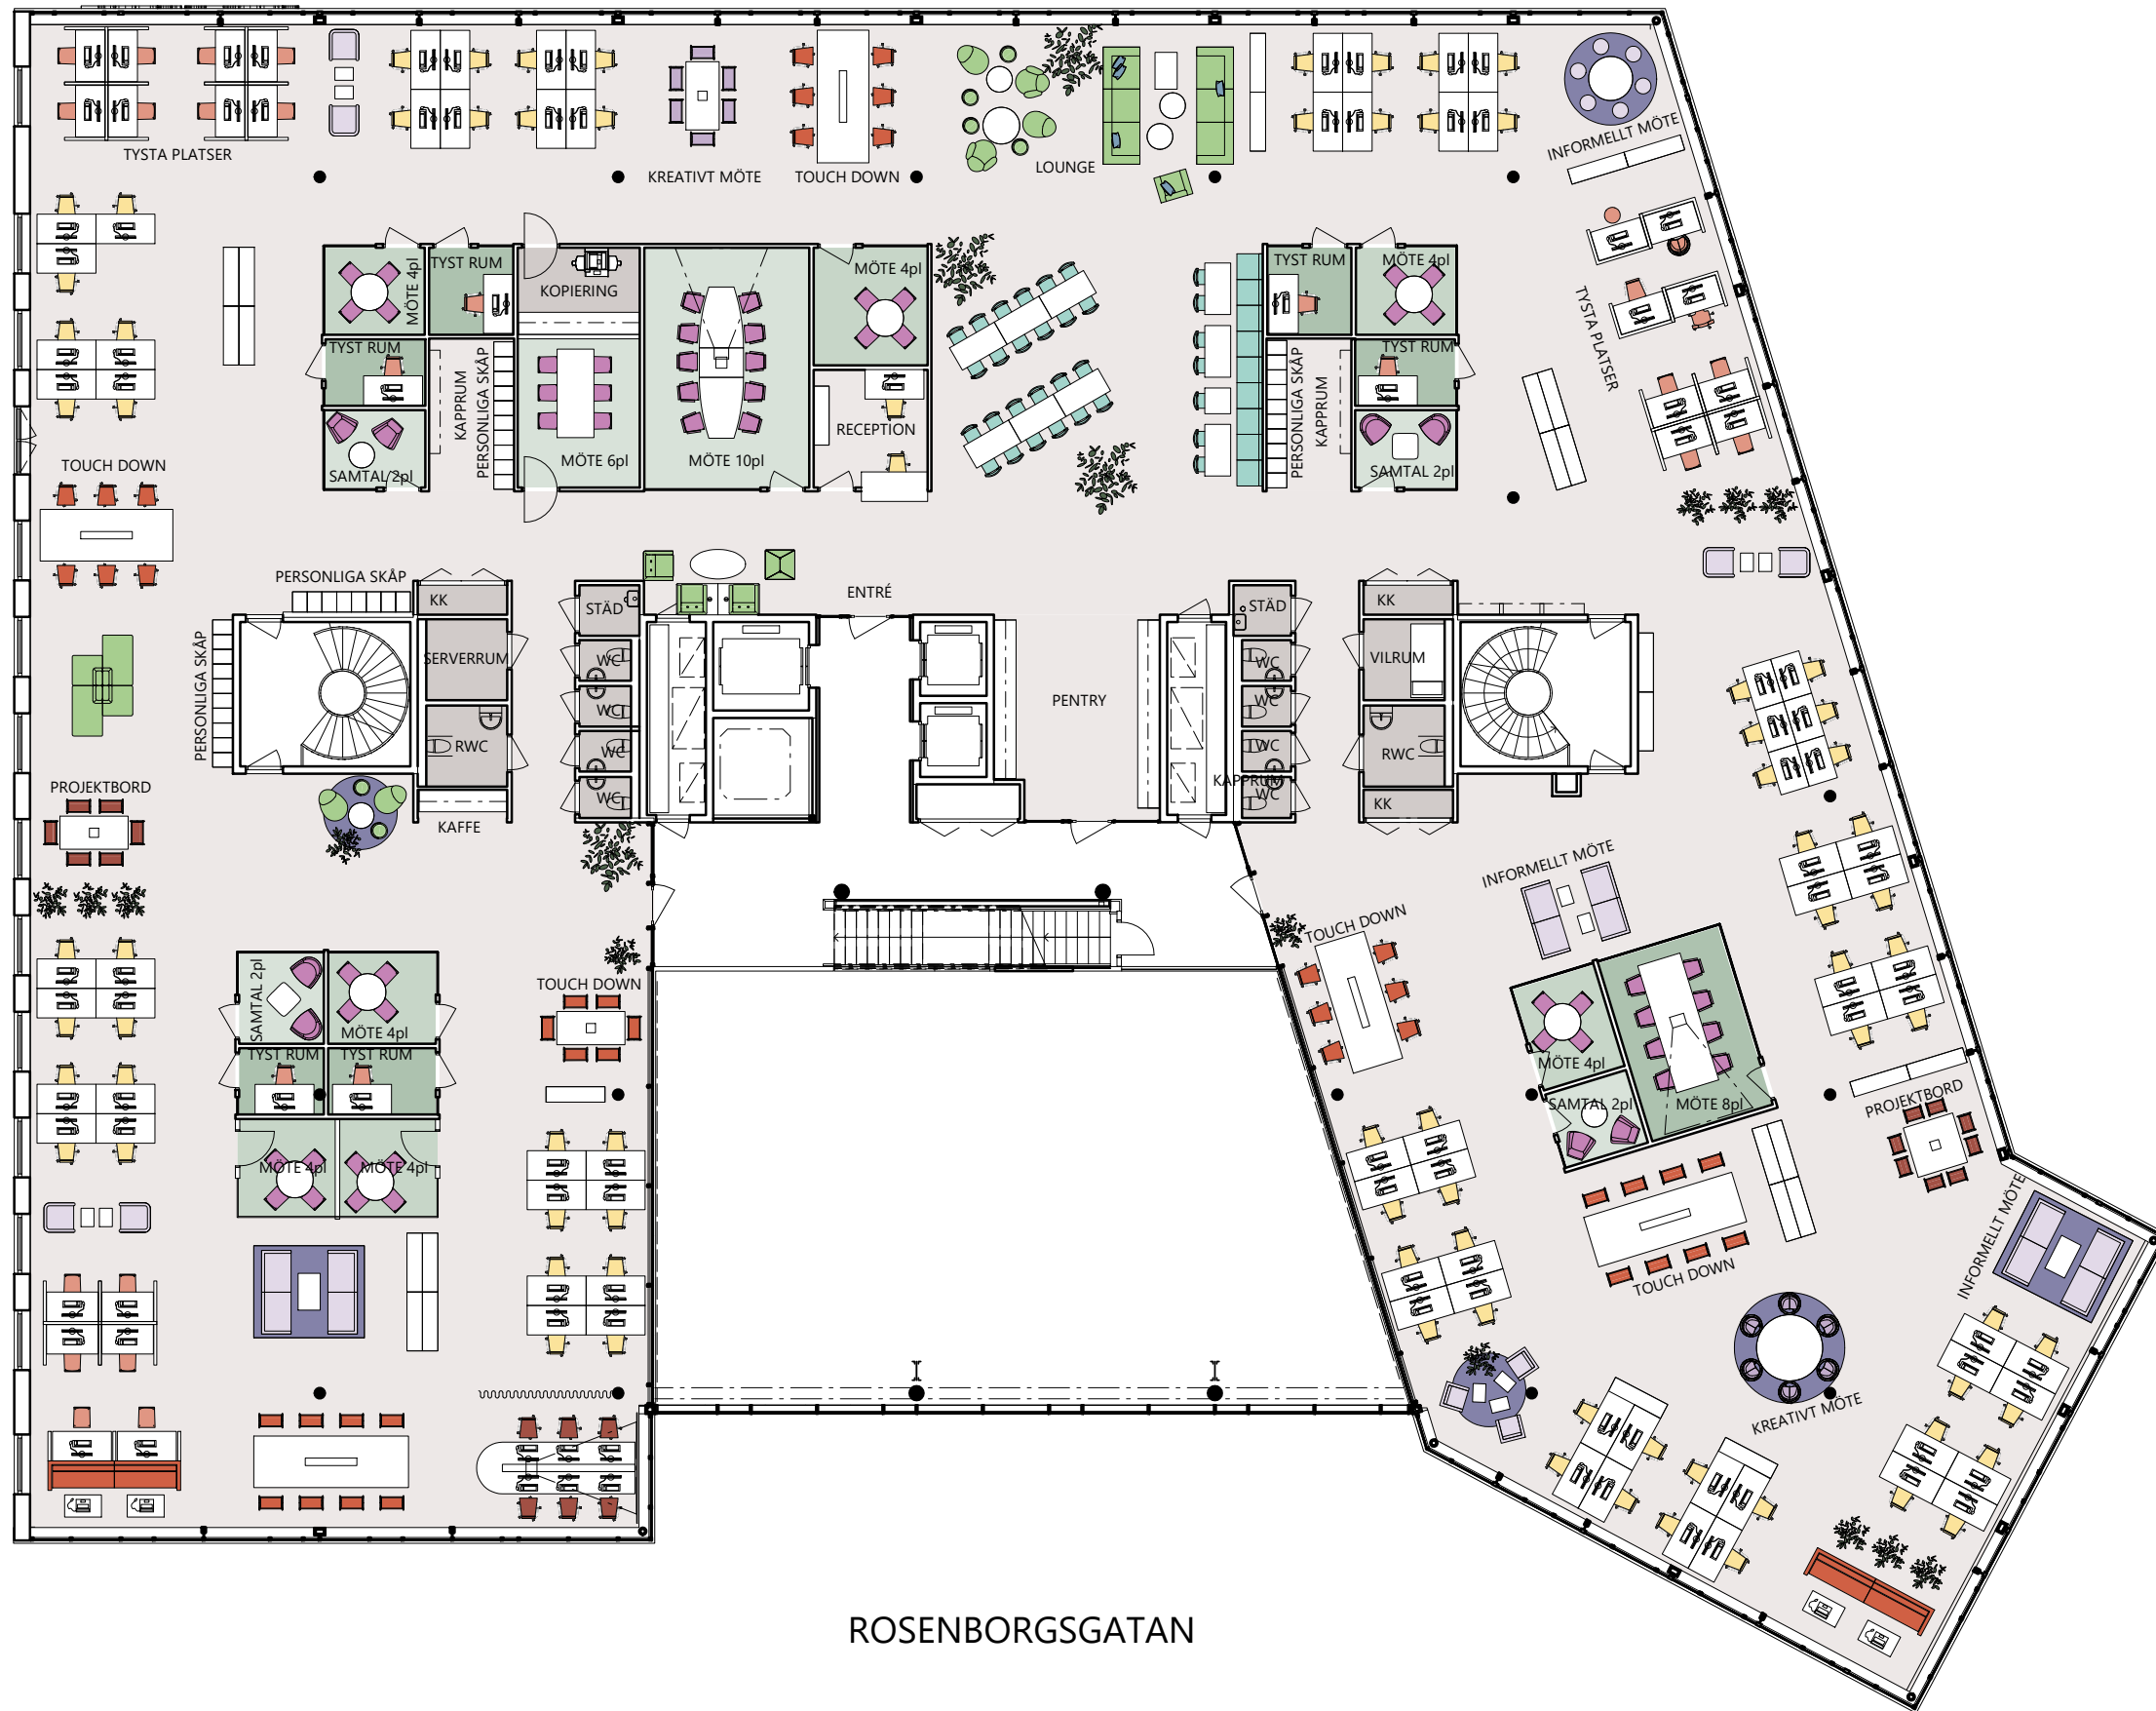 TYSTA PLATSER
KREATIVT MÖTE
TOUCH DOWN
LOUNGE
INFORMELLT MÖTE
MÖTE 4pl
TYST RUM
KOPIERING
MÖTE 4pl
TYST RUM
MÖTE 4pl
TYSTA PLATSER
TYST RUM
KAPPRUM
PERSONLIGA SKÅP
MÖTE 6pl
MÖTE 10pl
RECEPTION
PERSONLIGA SKÅP
KAPPRUM
TYST RUM
SAMTAL 2pl
SAMTAL 2pl
TOUCH DOWN
PERSONLIGA SKÅP
KK
STÄD
ENTRÉ
STÄD
KK
PERSONLIGA SKÅP
SERVERRUM
WC
WC
VILRUM
WC
PENTRY
WC
RWC
WC
WC
RWC
KAPPRUM
WC
WC
KK
PROJEKTBORD
KAFFE
INFORMELLT MÖTE
TOUCH DOWN
SAMTAL 2pl
MÖTE 4pl
TOUCH DOWN
TYST RUM
TYST RUM
MÖTE 4pl
SAMTAL 2pl
MÖTE 8pl
PROJEKTBORD
MÖTE 4pl
MÖTE 4pl
INFORMELLT MÖTE
TOUCH DOWN
KREATIVT MÖTE
ROSENBORGSGATAN